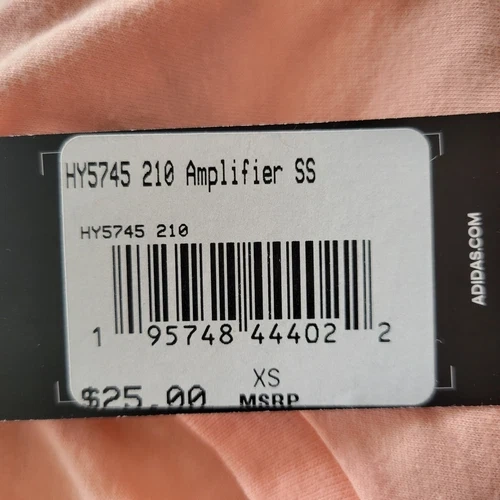 HY5745 210 Amplifier SS
HY5745 210
1 95748 44402 2
XS
$25.00 MSRP
ADIDAS.COM